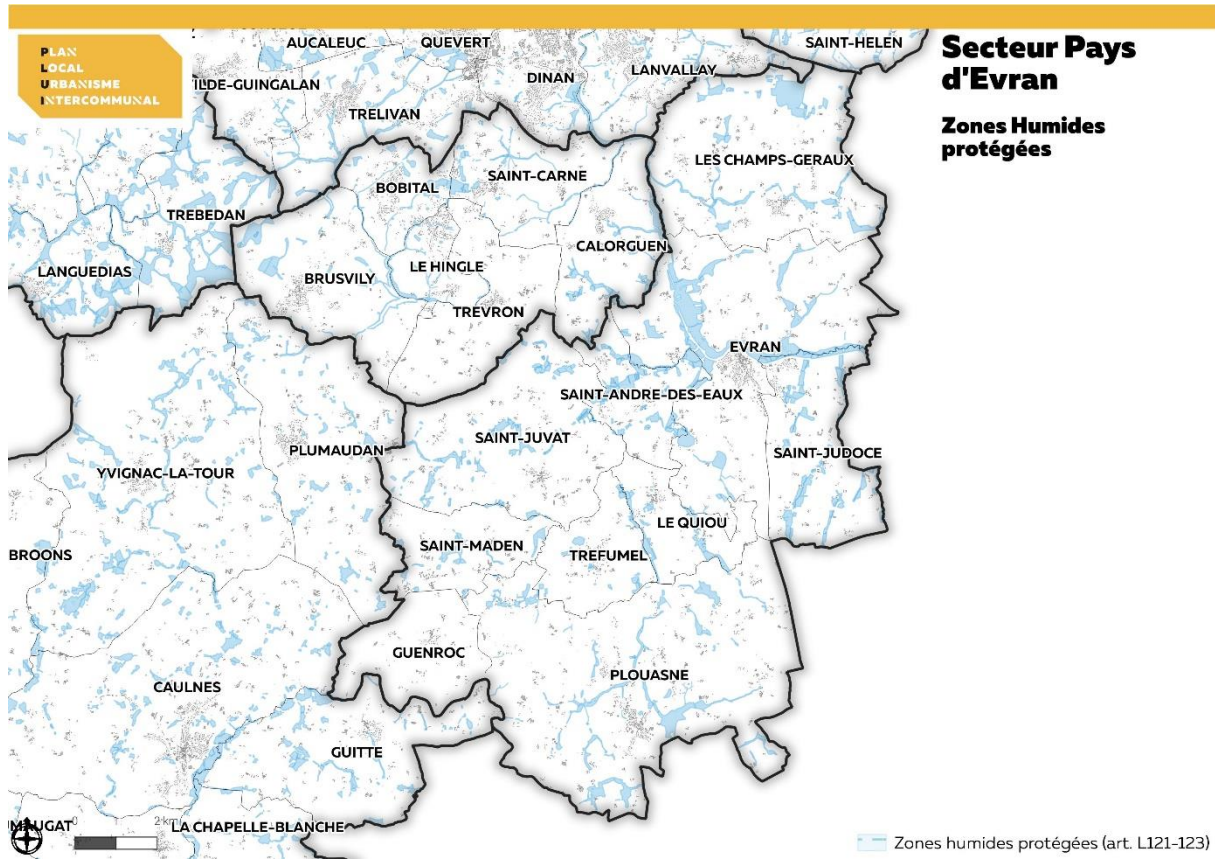 PLAN
LOCAL
URBANISME
INTERCOMMUNAL
Secteur Pays
d'Evran
Zones Humides
protégées
AUCALEUC
QUEVERT
SAINT-HELEN
DINAN
LANVALLAY
ILDE-GUINGALAN
TRELIVAN
LES CHAMPS-GERAUX
SAINT-CARNE
BOBITAL
TREBEDAN
CALORGUEN
LE HINGLE
LANGUEDIAS
BRUSVILY
TREVRON
EVRAN
SAINT-ANDRE-DES-EAUX
SAINT-JUVAT
PLUMAUDAN
SAINT-JUDOCE
YVIGNAC-LA-TOUR
LE QUIOU
SAINT-MADEN
BROONS
TREFUMEL
GUENROC
PLOUASNE
CAULNES
GUITTE
0
2 km
MAUGAT
LA CHAPELLE-BLANCHE
Zones humides protégées (art. L121-123)